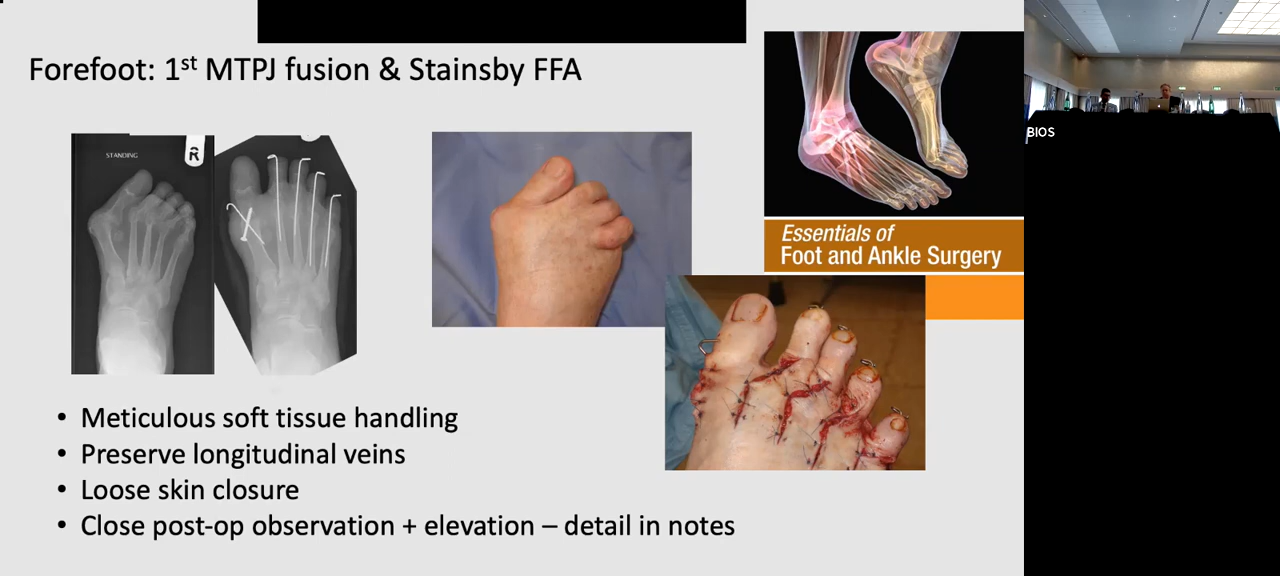 Forefoot: 1st MTPJ fusion & Stainsby FFA
STANDING
R
Essentials of
Foot and Ankle Surgery
BIOS
• Meticulous soft tissue handling
• Preserve longitudinal veins
• Loose skin closure
• Close post-op observation + elevation – detail in notes